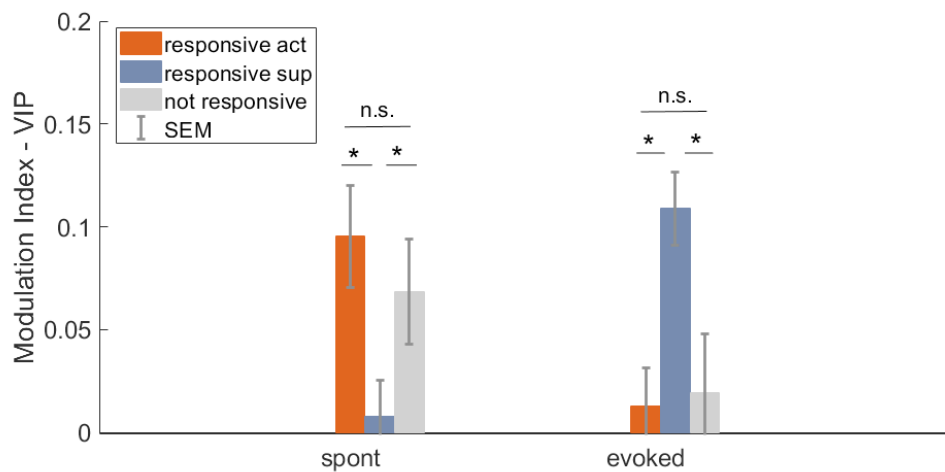 0.2
0.15
0.1
0.05
0
Modulation Index - VIP
responsive act
responsive sup
not responsive
SEM
n.s.
* *
n.s.
* *
spont
evoked